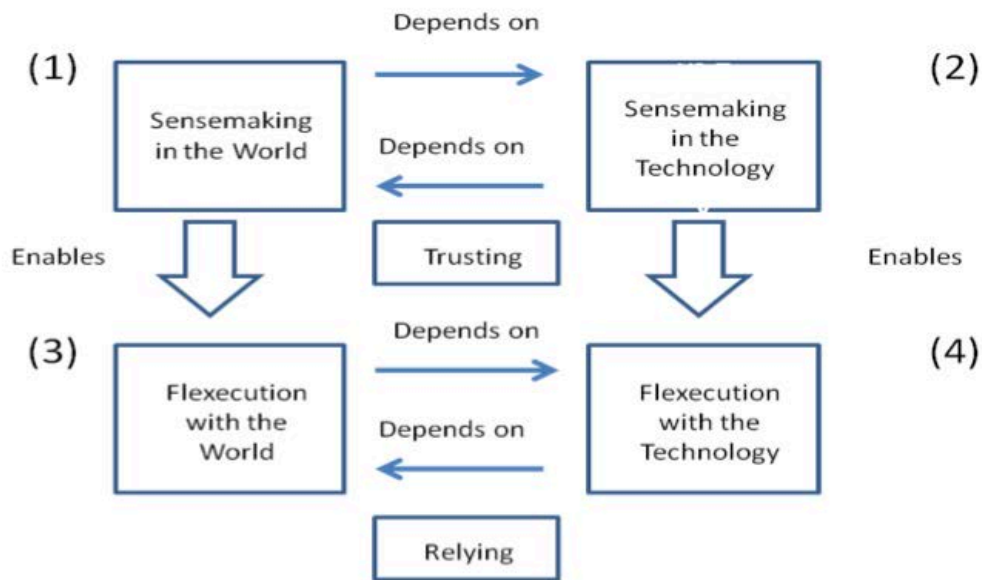 Depends on
(1)
(2)
Sensemaking
in the World
Sensemaking
in the
Technology
Depends on
Enables
Trusting
Enables
(3)
Depends on
(4)
Flexecution
with the
World
Flexecution
with the
Technology
Depends on
Relying